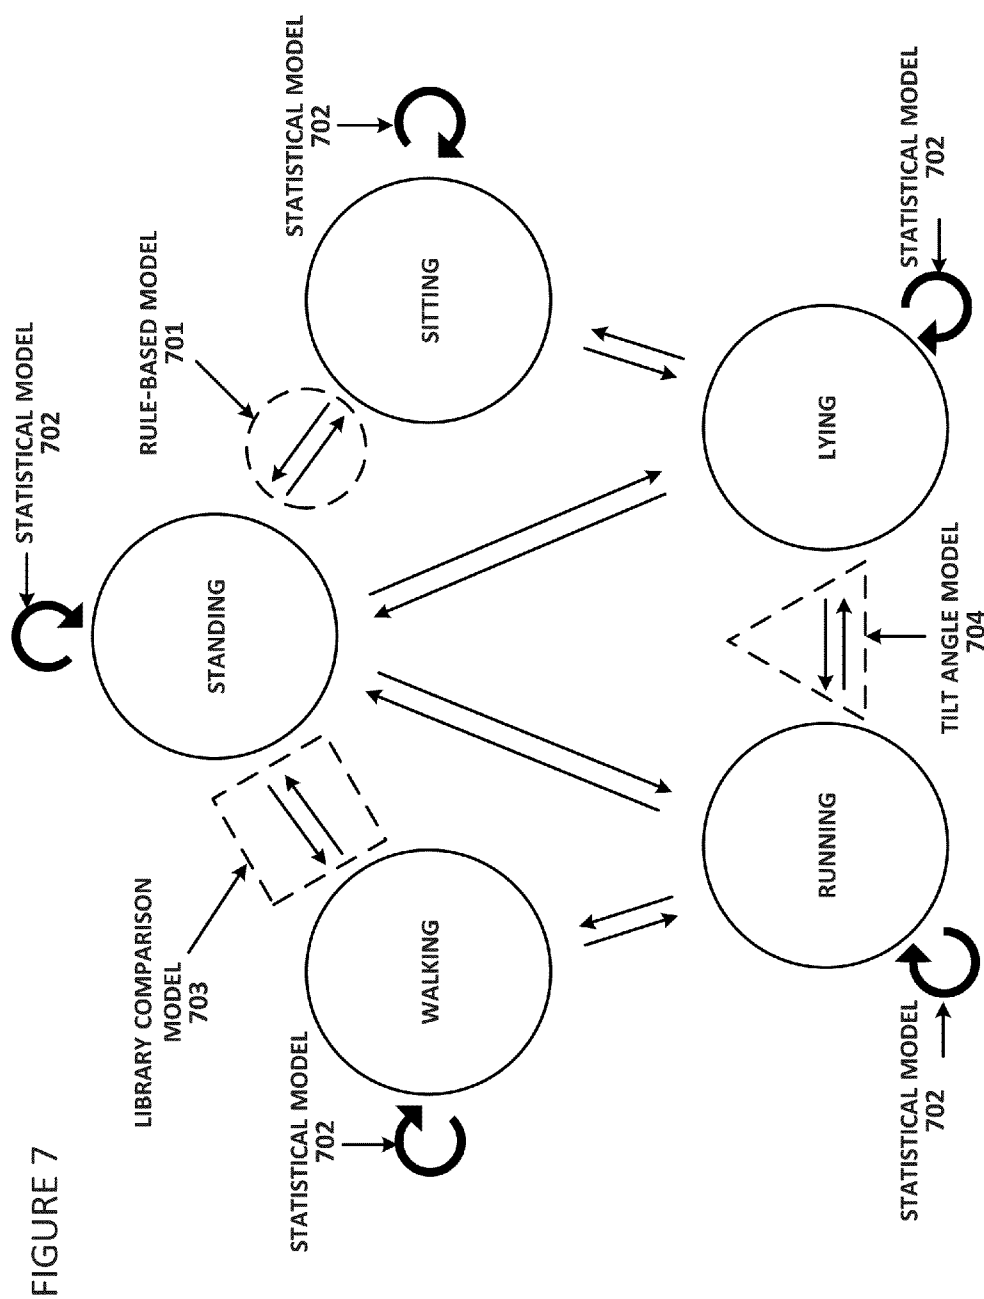 FIGURE 7
STATISTICAL MODEL
702
LIBRARY COMPARISON
MODEL
703
STANDING
STATISTICAL MODEL
702
RULE-BASED MODEL
701
STATISTICAL MODEL
702
WALKING
SITTING
RUNNING
LYING
STATISTICAL MODEL
702
TILT ANGLE MODEL
704
STATISTICAL MODEL
702